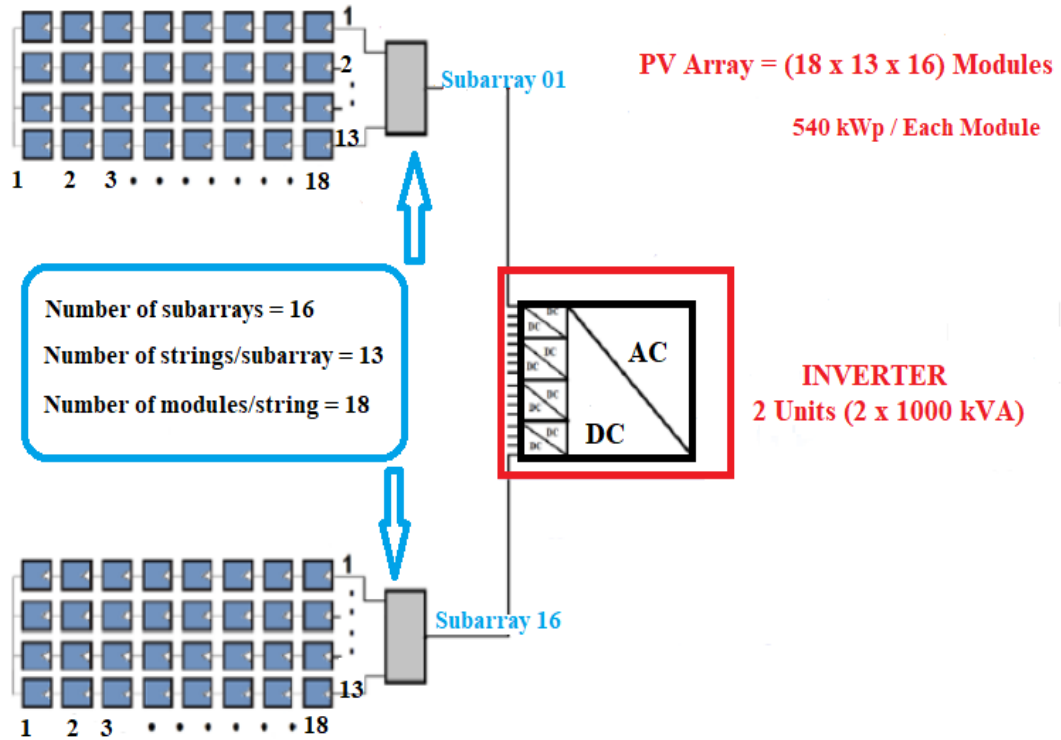 1
2
13
1 2 3 18
Subarray 01
PV Array = (18 x 13 x 16) Modules
540 kWp / Each Module
Number of subarrays = 16
Number of strings/subarray = 13
Number of modules/string = 18
DC DC
DC DC
DC DC
DC DC
AC
DC
INVERTER
2 Units (2 x 1000 kVA)
1
13
1 2 3 18
Subarray 16